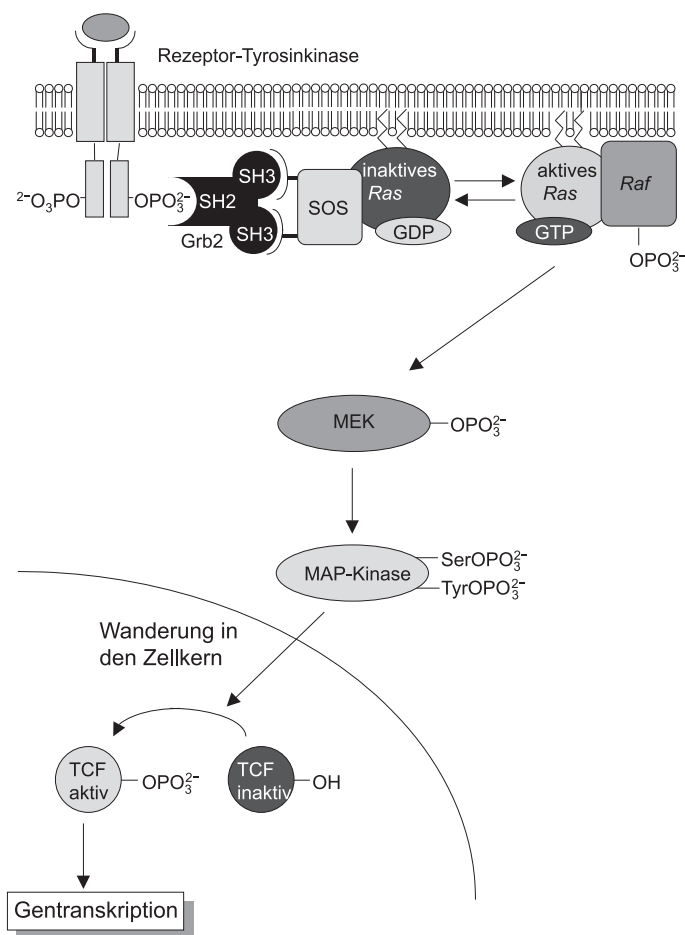 Rezeptor-Tyrosinkinase
²⁻O₃PO
OPO₃²⁻
SH2
SH3
SH3
Grb2
SOS
inaktives
Ras
GDP
aktives
Ras
GTP
Raf
OPO₃²⁻
MEK
OPO₃²⁻
MAP-Kinase
SerOPO₃²⁻
TyrOPO₃²⁻
Wanderung in
den Zellkern
TCF
aktiv
OPO₃²⁻
TCF
inaktiv
OH
Gentranskription